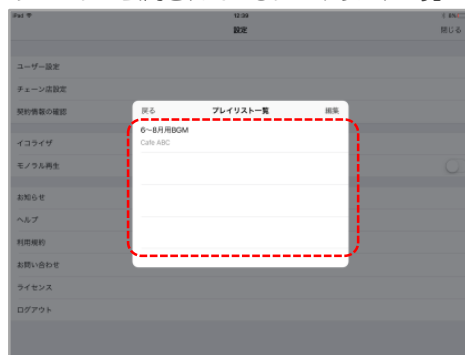 iPad
12:39
設定
閉じる
ユーザー設定
チェーン店設定
契約情報の確認
戻る
プレイリスト一覧
編集
6〜8月用BGM
Cafe ABC
イコライザ
モノラル再生
お知らせ
ヘルプ
利用規約
お問い合わせ
ライセンス
ログアウト